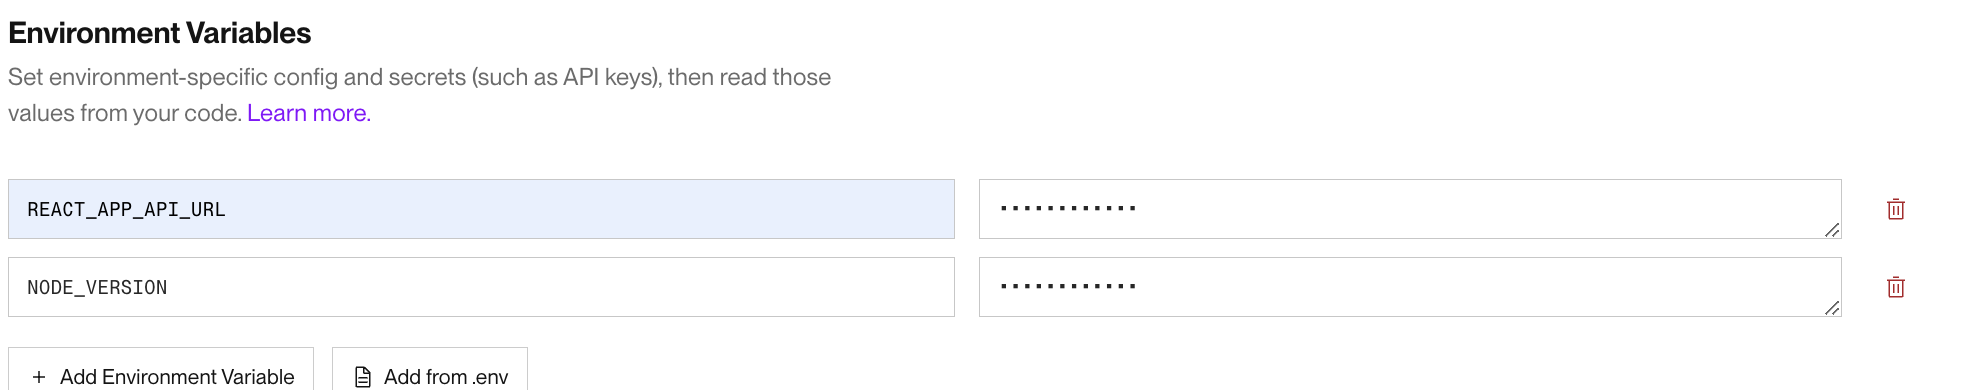 Environment Variables
Set environment-specific config and secrets (such as API keys), then read those
values from your code. Learn more.
REACT_APP_API_URL ············
NODE_VERSION ············
+ Add Environment Variable Add from .env